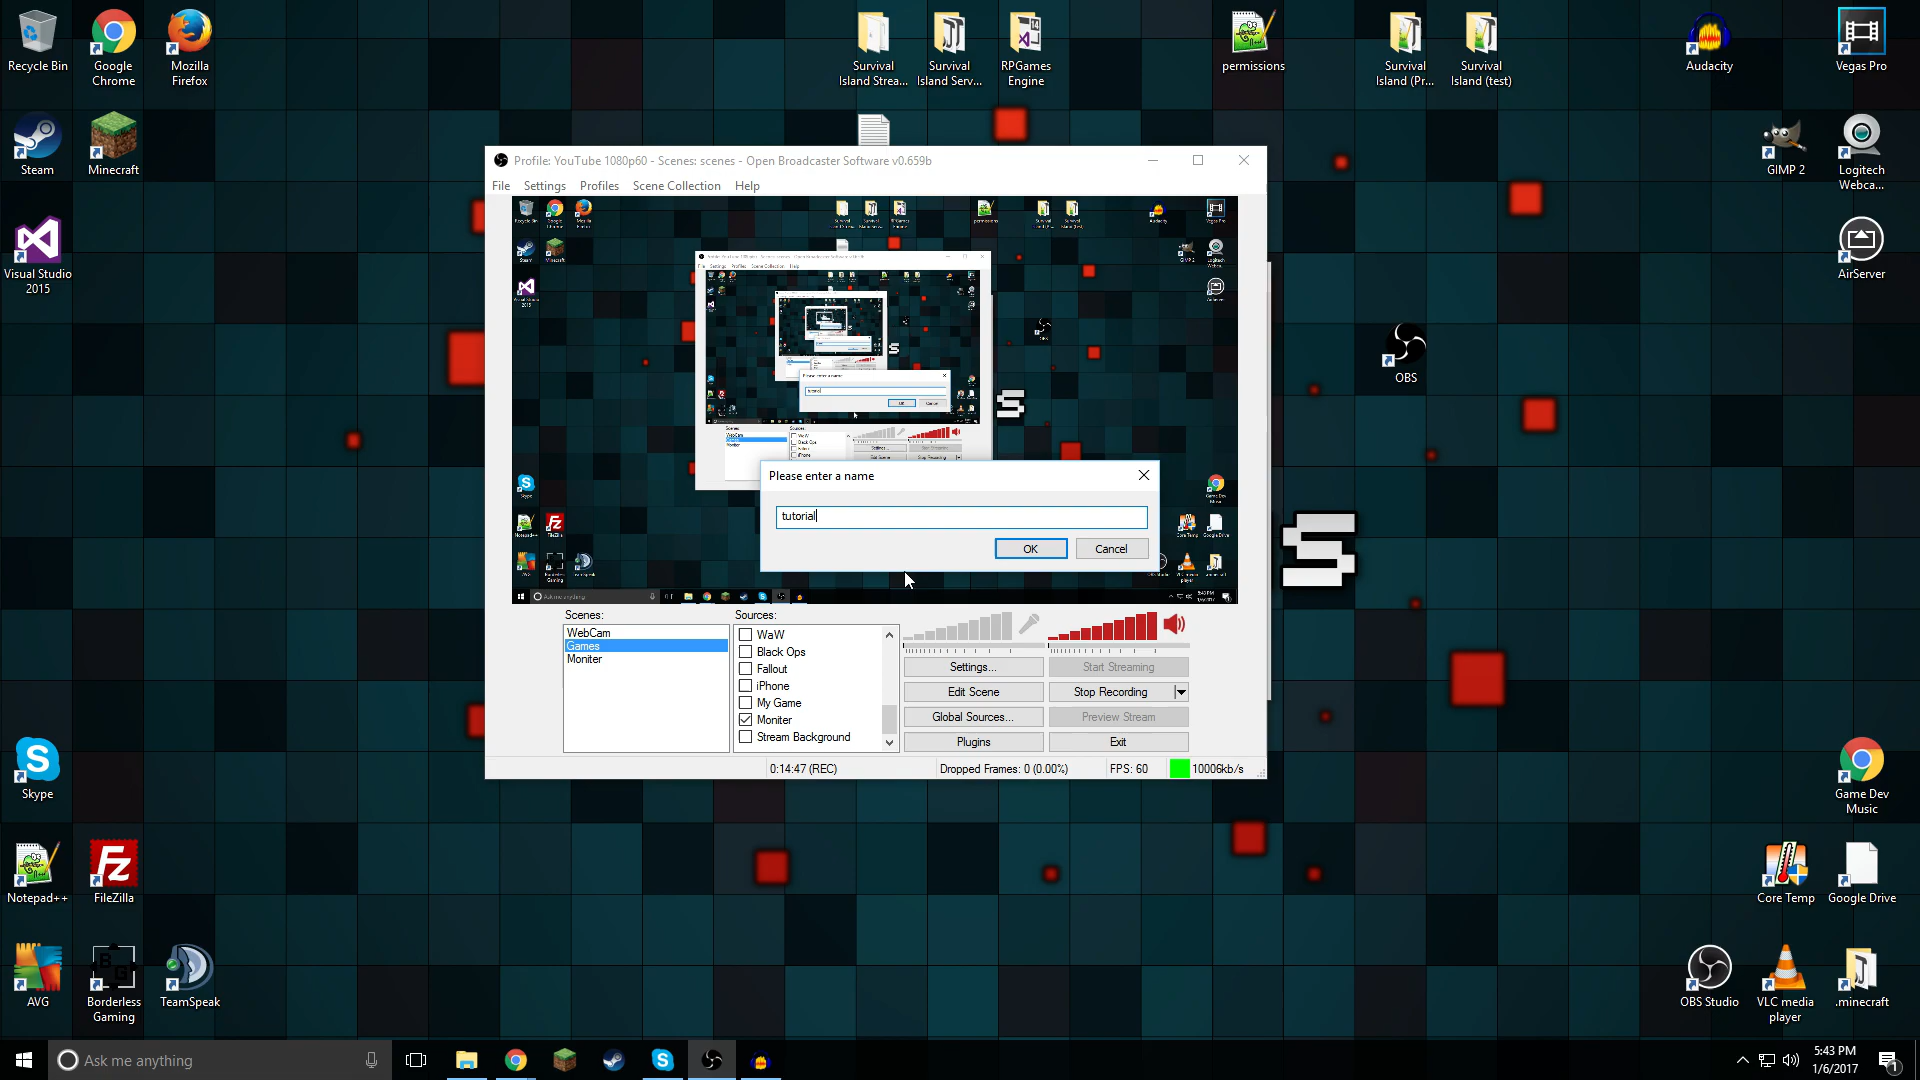 Recycle Bin
Google Chrome
Mozilla Firefox
Survival Island Strea...
Survival Island Serv...
RPGames Engine
permissions
Survival Island (Pr...
Survival Island (test)
Audacity
Vegas Pro
Steam
Minecraft
GIMP 2
Logitech Webca...
Visual Studio 2015
AirServer
OBS
Profile: YouTube 1080p60 - Scenes: scenes - Open Broadcaster Software v0.659b
File Settings Profiles Scene Collection Help
Please enter a name
tutorial
OK Cancel
S
Scenes:
WebCam
Games
Moniter
Sources:
WaW
Black Ops
Fallout
iPhone
My Game
Moniter
Stream Background
Settings... Start Streaming
Edit Scene Stop Recording
Global Sources... Preview Stream
Plugins Exit
0:14:47 (REC) Dropped Frames: 0 (0.00%) FPS: 60 10006kb/s
Skype
Game Dev Music
Notepad++
FileZilla
Core Temp
Google Drive
AVG
Borderless Gaming
TeamSpeak
OBS Studio
VLC media player
.minecraft
Ask me anything
5:43 PM
1/6/2017
1